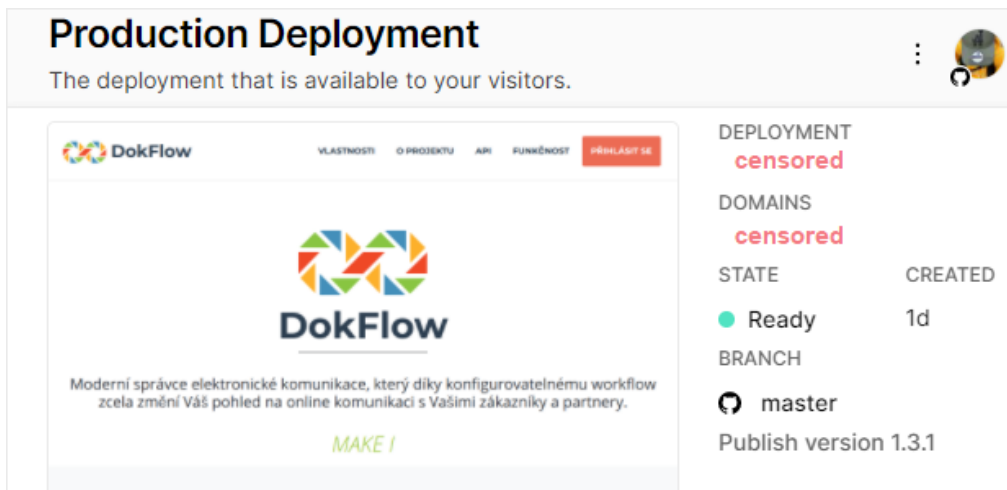 Production Deployment
The deployment that is available to your visitors.
DokFlow
VLASTNOSTI O PROJEKTU API FUNKČNOST PŘIHLÁSIT SE
DokFlow
Moderní správce elektronické komunikace, který díky konfigurovatelnému workflow
zcela změní Váš pohled na online komunikaci s Vašimi zákazníky a partnery.
MAKE I
DEPLOYMENT
censored
DOMAINS
censored
STATE CREATED
Ready 1d
BRANCH
master
Publish version 1.3.1